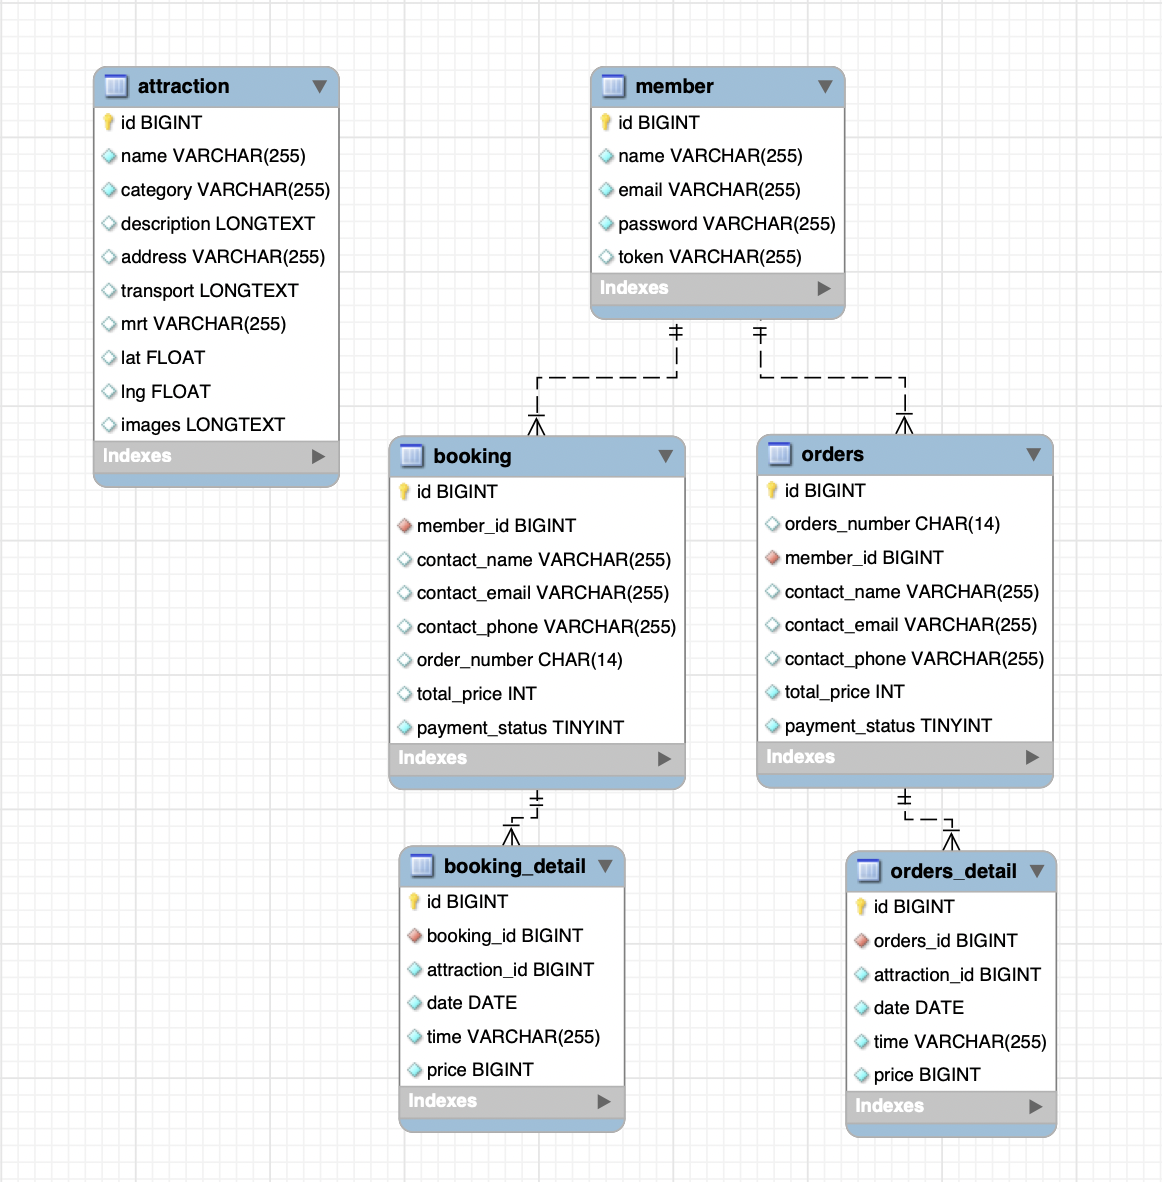 attraction
id BIGINT
name VARCHAR(255)
category VARCHAR(255)
description LONGTEXT
address VARCHAR(255)
transport LONGTEXT
mrt VARCHAR(255)
lat FLOAT
lng FLOAT
images LONGTEXT
Indexes
member
id BIGINT
name VARCHAR(255)
email VARCHAR(255)
password VARCHAR(255)
token VARCHAR(255)
Indexes
booking
id BIGINT
member_id BIGINT
contact_name VARCHAR(255)
contact_email VARCHAR(255)
contact_phone VARCHAR(255)
order_number CHAR(14)
total_price INT
payment_status TINYINT
Indexes
orders
id BIGINT
orders_number CHAR(14)
member_id BIGINT
contact_name VARCHAR(255)
contact_email VARCHAR(255)
contact_phone VARCHAR(255)
total_price INT
payment_status TINYINT
Indexes
booking_detail
id BIGINT
booking_id BIGINT
attraction_id BIGINT
date DATE
time VARCHAR(255)
price BIGINT
Indexes
orders_detail
id BIGINT
orders_id BIGINT
attraction_id BIGINT
date DATE
time VARCHAR(255)
price BIGINT
Indexes